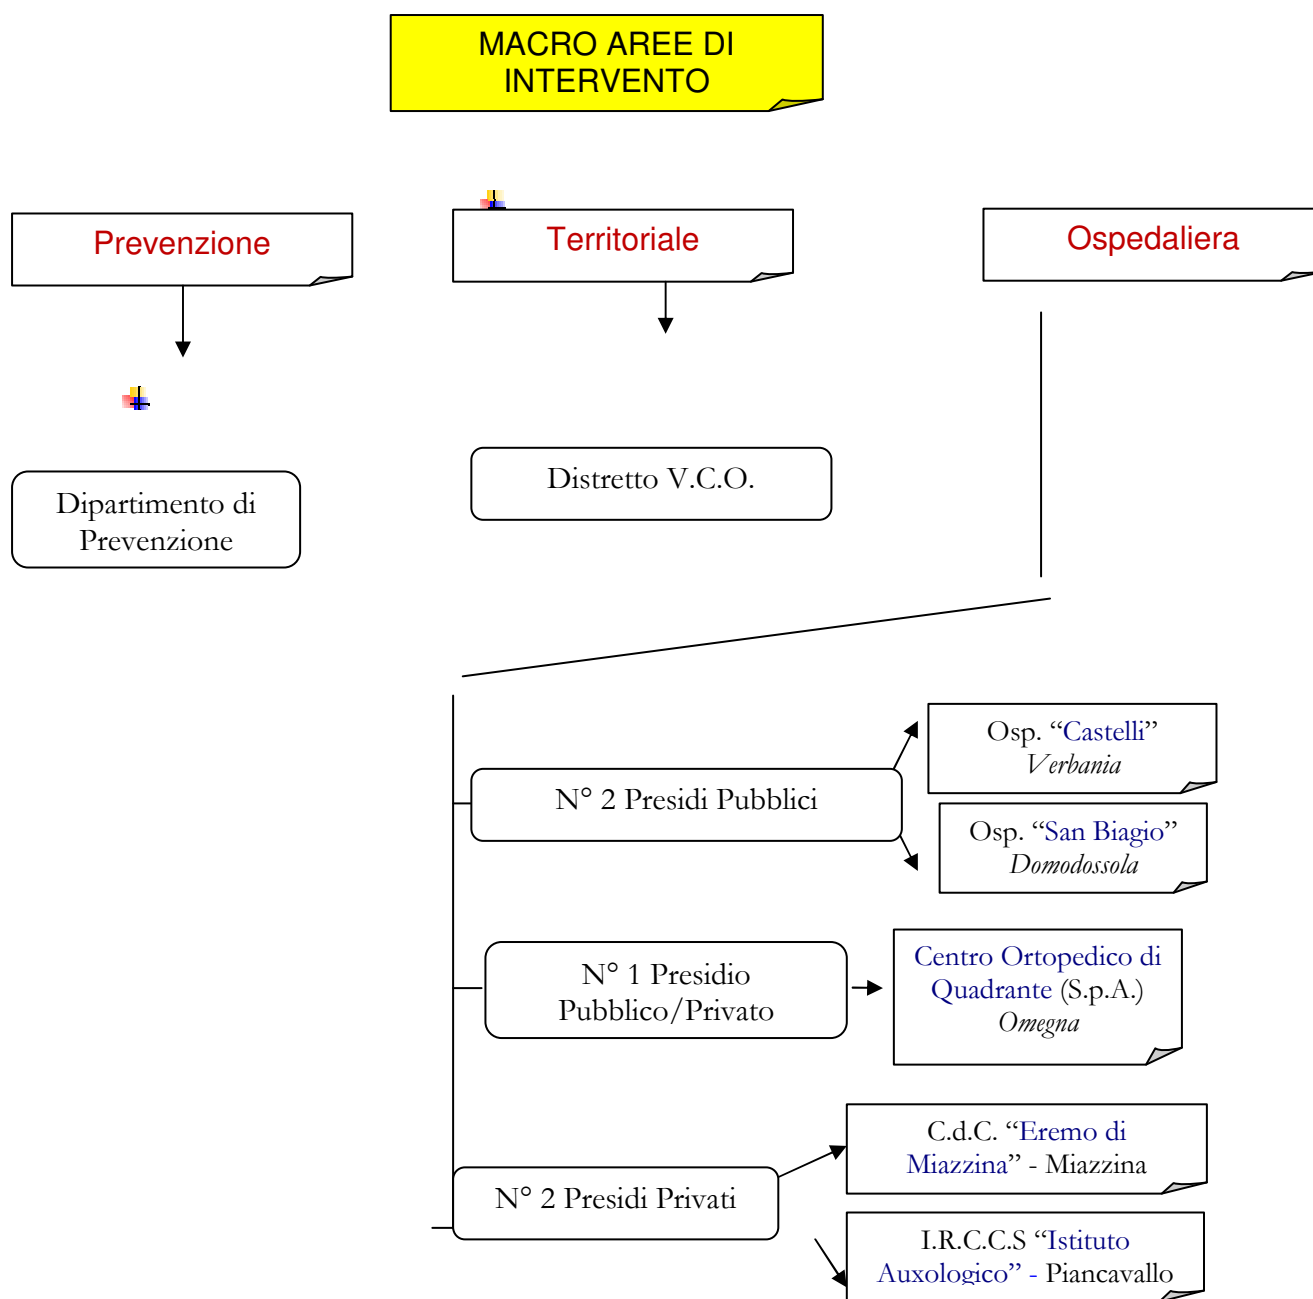 MACRO AREE DI
INTERVENTO
Prevenzione
Territoriale
Ospedaliera
Dipartimento di
Prevenzione
Distretto V.C.O.
N° 2 Presidi Pubblici
Osp. “Castelli”
Verbania
Osp. “San Biagio”
Domodossola
N° 1 Presidio
Pubblico/Privato
Centro Ortopedico di
Quadrante (S.p.A.)
Omegna
N° 2 Presidi Privati
C.d.C. “Eremo di
Miazzina” - Miazzina
I.R.C.C.S “Istituto
Auxologico” - Piancavallo